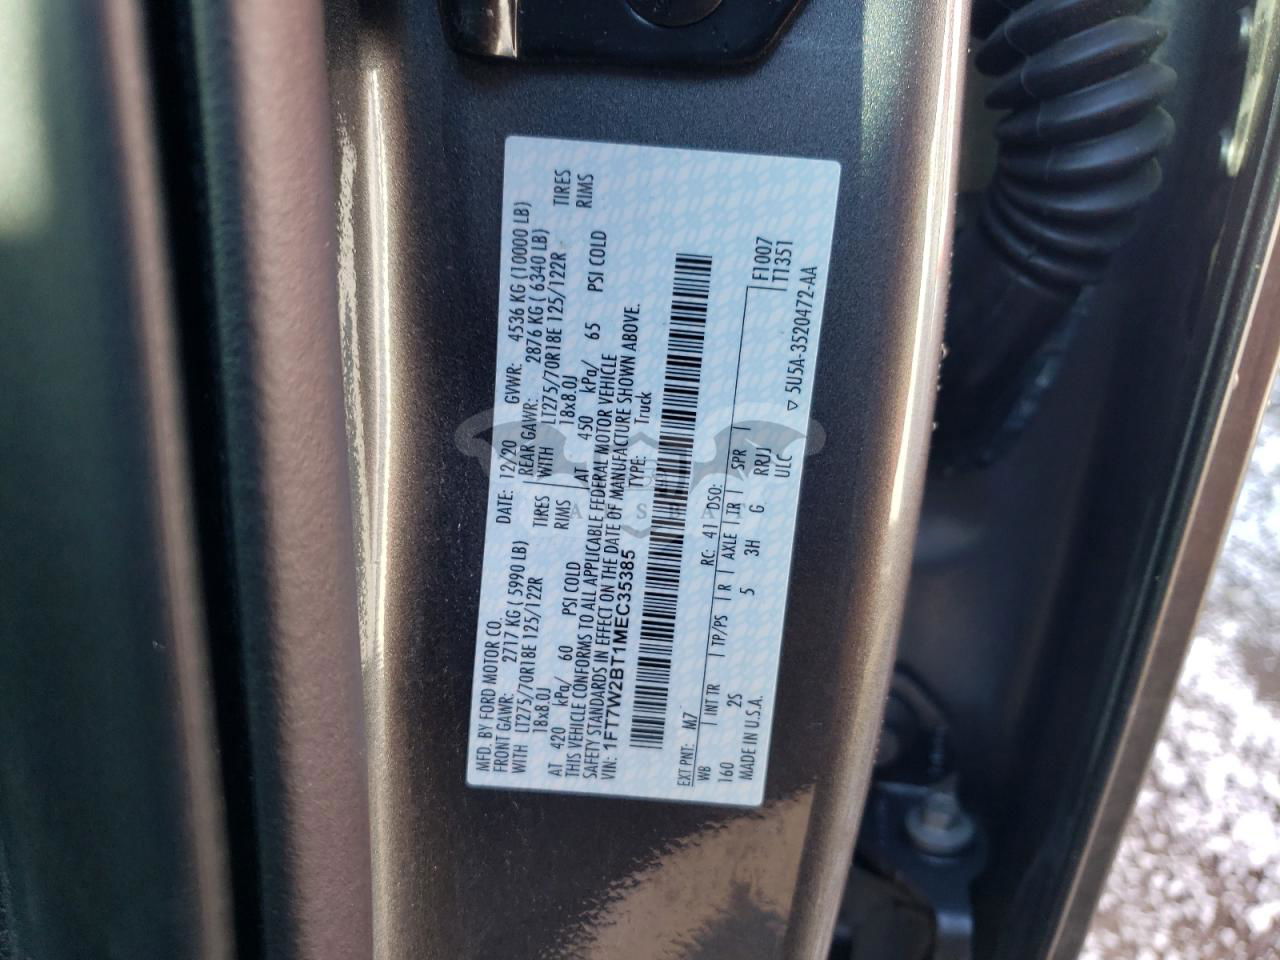 MFD. BY FORD MOTOR CO.
DATE: 12/20 GVWR: 4536 KG (10000 LB)
FRONT GAWR: 2717 KG ( 5990 LB) REAR GAWR: 2876 KG ( 6340 LB)
WITH LT275/70R18E 125/122R TIRES WITH LT275/70R18E 125/122R TIRES
18x8.0J RIMS 18x8.0J RIMS
AT 420 kPa/ 60 PSI COLD AT 450 kPa/ 65 PSI COLD
THIS VEHICLE CONFORMS TO ALL APPLICABLE FEDERAL MOTOR VEHICLE
SAFETY STANDARDS IN EFFECT ON THE DATE OF MANUFACTURE SHOWN ABOVE.
VIN: 1FT7W2BT1MEC35385 TYPE: Truck
EXT PNT: M7 RC: 41 DSO: F1007
WB INT TR TP/PS R AXLE TR SPR T1351
160 2S 5 3H G RRJJ
MADE IN U.S.A. ULC ▽ 5U5A-3520472-AA